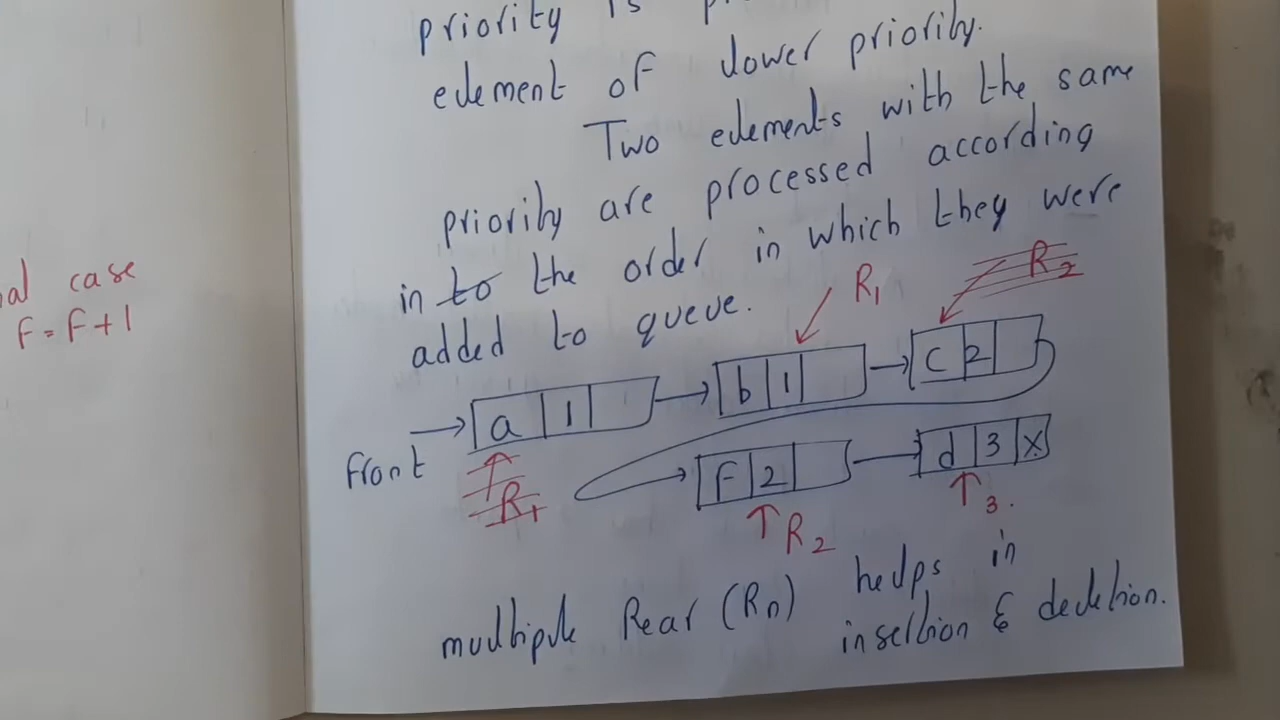 al case
F = F + 1
priority is
element of lower priority.
Two elements with the same
priority are processed according
in to the order in which they were
added to queue.
R1
R2
a 1
b 1
C 2
Front
R1
F 2
d 3 X
R2
3.
multiple Rear (Rn) helps in
insertion & deletion.